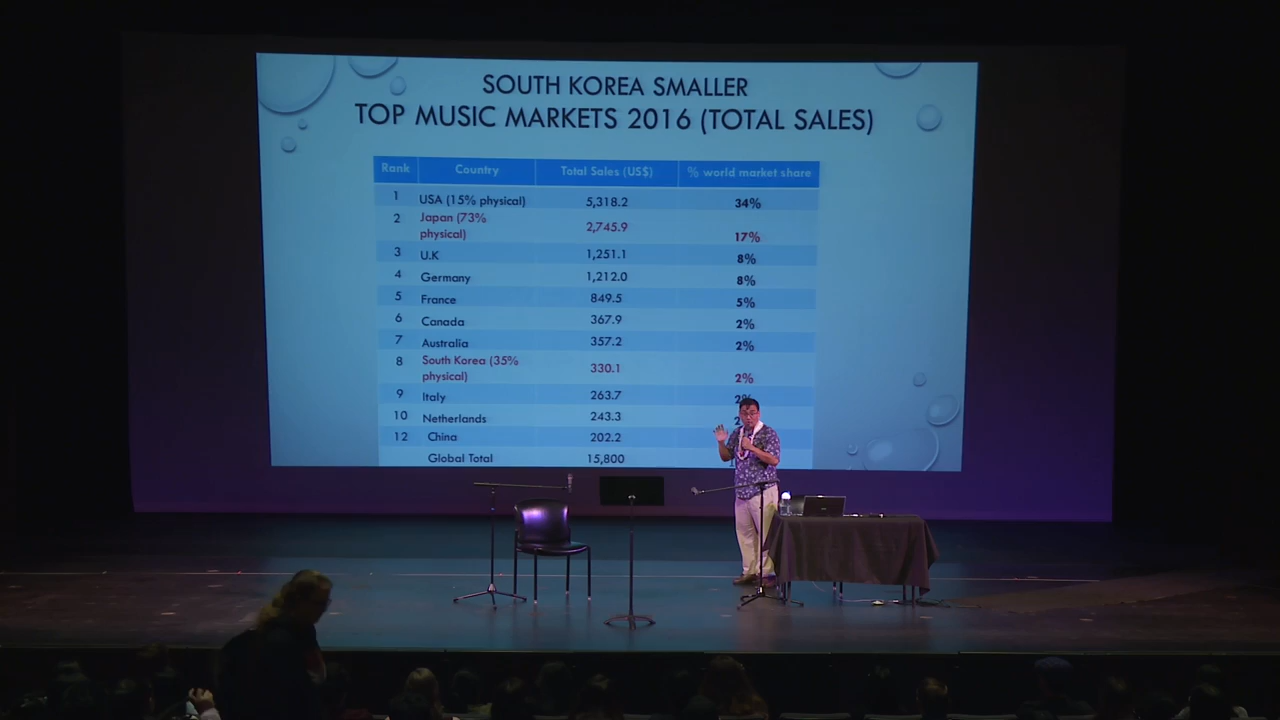 SOUTH KOREA SMALLER
TOP MUSIC MARKETS 2016 (TOTAL SALES)
Rank Country Total Sales (US$) % world market share
1 USA (15% physical) 5,318.2 34%
2 Japan (73% physical) 2,745.9 17%
3 U.K 1,251.1 8%
4 Germany 1,212.0 8%
5 France 849.5 5%
6 Canada 367.9 2%
7 Australia 357.2 2%
8 South Korea (35% physical) 330.1 2%
9 Italy 263.7
10 Netherlands 243.3
12 China 202.2
Global Total 15,800